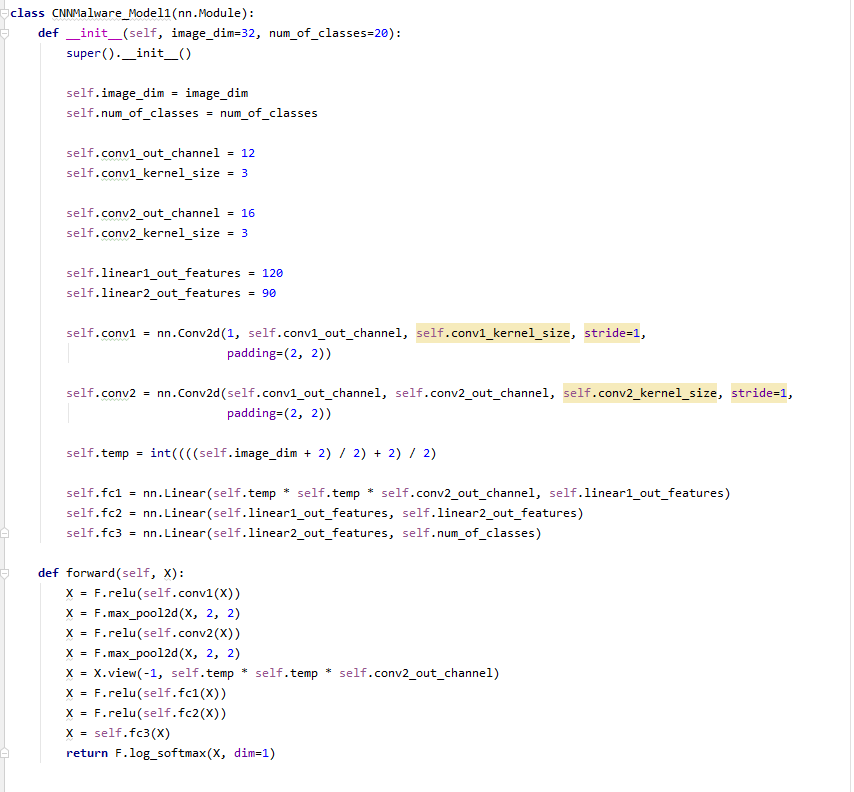 class CNNMalware_Model1(nn.Module):
    def __init__(self, image_dim=32, num_of_classes=20):
        super().__init__()

        self.image_dim = image_dim
        self.num_of_classes = num_of_classes

        self.conv1_out_channel = 12
        self.conv1_kernel_size = 3

        self.conv2_out_channel = 16
        self.conv2_kernel_size = 3

        self.linear1_out_features = 120
        self.linear2_out_features = 90

        self.conv1 = nn.Conv2d(1, self.conv1_out_channel, self.conv1_kernel_size, stride=1,
                               padding=(2, 2))

        self.conv2 = nn.Conv2d(self.conv1_out_channel, self.conv2_out_channel, self.conv2_kernel_size, stride=1,
                               padding=(2, 2))

        self.temp = int((((self.image_dim + 2) / 2) + 2) / 2)

        self.fc1 = nn.Linear(self.temp * self.temp * self.conv2_out_channel, self.linear1_out_features)
        self.fc2 = nn.Linear(self.linear1_out_features, self.linear2_out_features)
        self.fc3 = nn.Linear(self.linear2_out_features, self.num_of_classes)

    def forward(self, X):
        X = F.relu(self.conv1(X))
        X = F.max_pool2d(X, 2, 2)
        X = F.relu(self.conv2(X))
        X = F.max_pool2d(X, 2, 2)
        X = X.view(-1, self.temp * self.temp * self.conv2_out_channel)
        X = F.relu(self.fc1(X))
        X = F.relu(self.fc2(X))
        X = self.fc3(X)
        return F.log_softmax(X, dim=1)